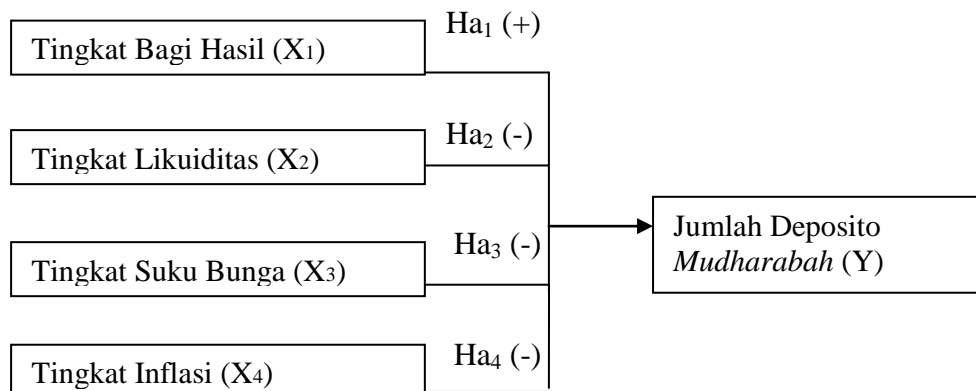 Ha₁ (+)
Tingkat Bagi Hasil (X₁)
Ha₂ (-)
Tingkat Likuiditas (X₂)
Jumlah Deposito
Mudharabah (Y)
Ha₃ (-)
Tingkat Suku Bunga (X₃)
Ha₄ (-)
Tingkat Inflasi (X₄)